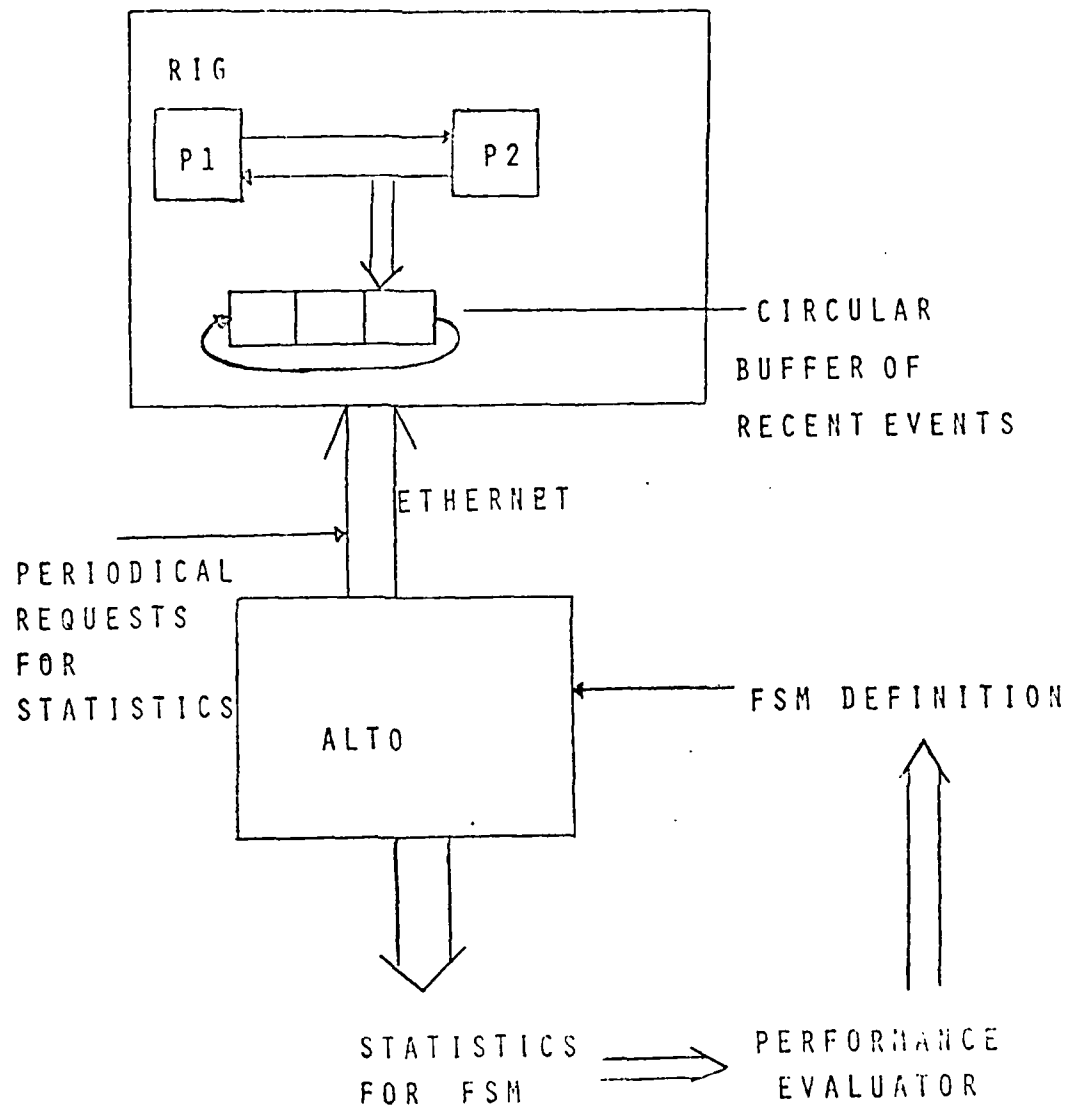 RIG
P1
P2
CIRCULAR
BUFFER OF
RECENT EVENTS
ETHERNET
PERIODICAL
REQUESTS
FOR
STATISTICS
ALTO
FSM DEFINITION
STATISTICS
FOR FSM
PERFORMANCE
EVALUATOR